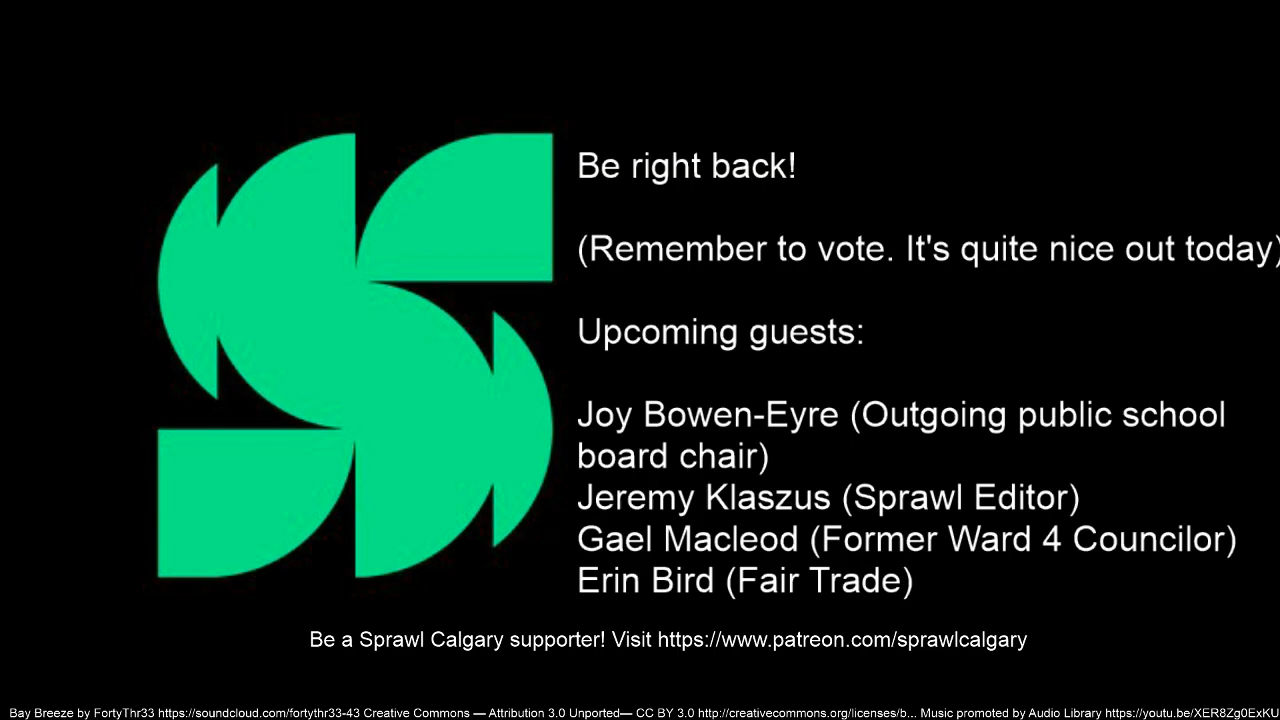 Be right back!
(Remember to vote. It's quite nice out today)
Upcoming guests:
Joy Bowen-Eyre (Outgoing public school
board chair)
Jeremy Klaszus (Sprawl Editor)
Gael Macleod (Former Ward 4 Councilor)
Erin Bird (Fair Trade)
Be a Sprawl Calgary supporter! Visit https://www.patreon.com/sprawlcalgary
Bay Breeze by FortyThr33 https://soundcloud.com/fortythr33-43 Creative Commons — Attribution 3.0 Unported— CC BY 3.0 http://creativecommons.org/licenses/b... Music promoted by Audio Library https://youtu.be/XER8Zg0ExKU